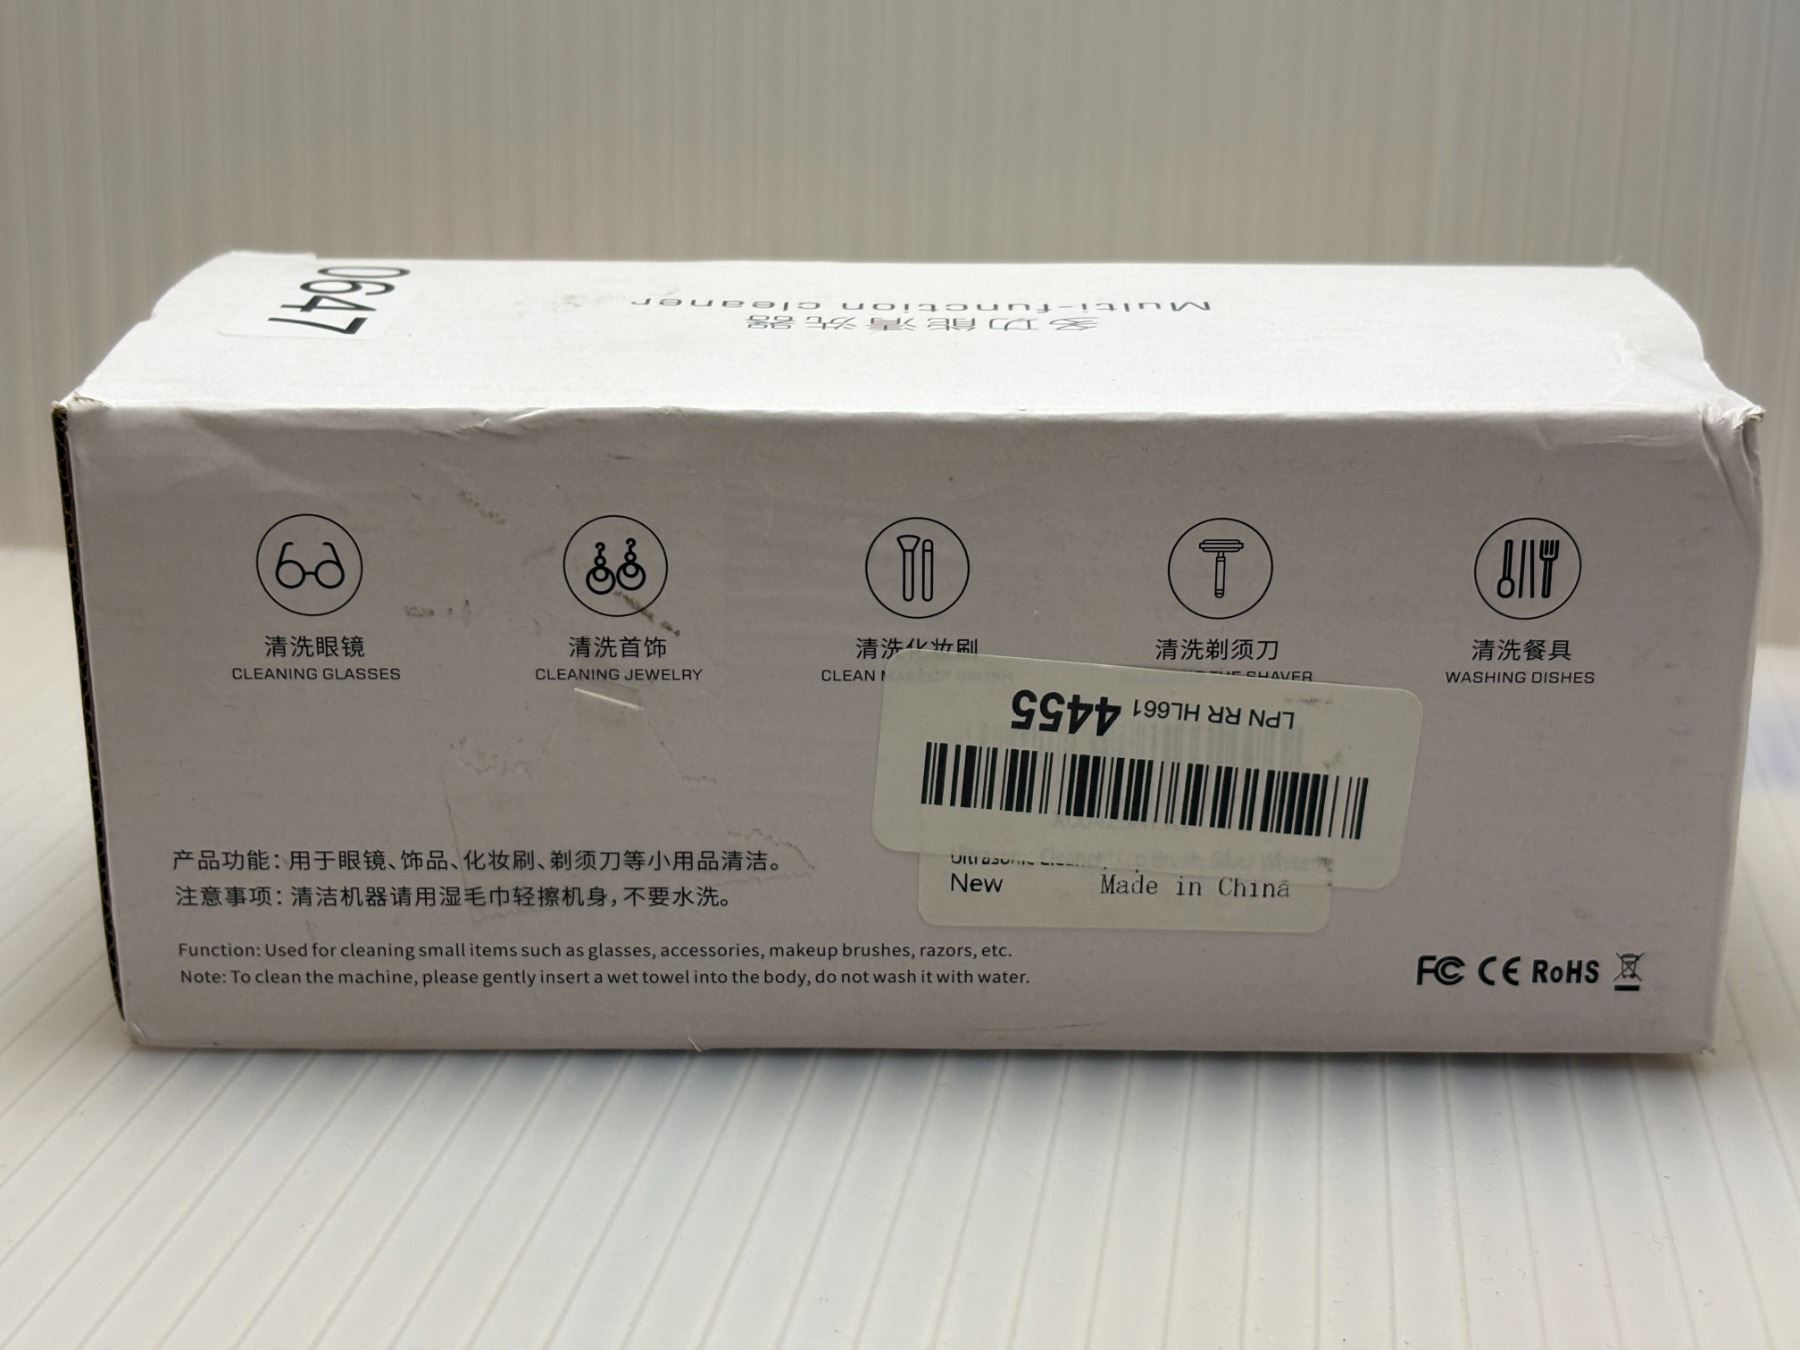 0647
Multi-function cleaner
多功能清洗器
清洗眼镜
CLEANING GLASSES
清洗首饰
CLEANING JEWELRY
清洗化妆刷
CLEAN
清洗剃须刀
THE SHAVER
清洗餐具
WASHING DISHES
LPN RR HL661 4455
Ultrasonic Cleaner
New Made in China
产品功能：用于眼镜、饰品、化妆刷、剃须刀等小用品清洁。
注意事项：清洁机器请用湿毛巾轻擦机身，不要水洗。
Function: Used for cleaning small items such as glasses, accessories, makeup brushes, razors, etc.
Note: To clean the machine, please gently insert a wet towel into the body, do not wash it with water.
FC CE RoHS